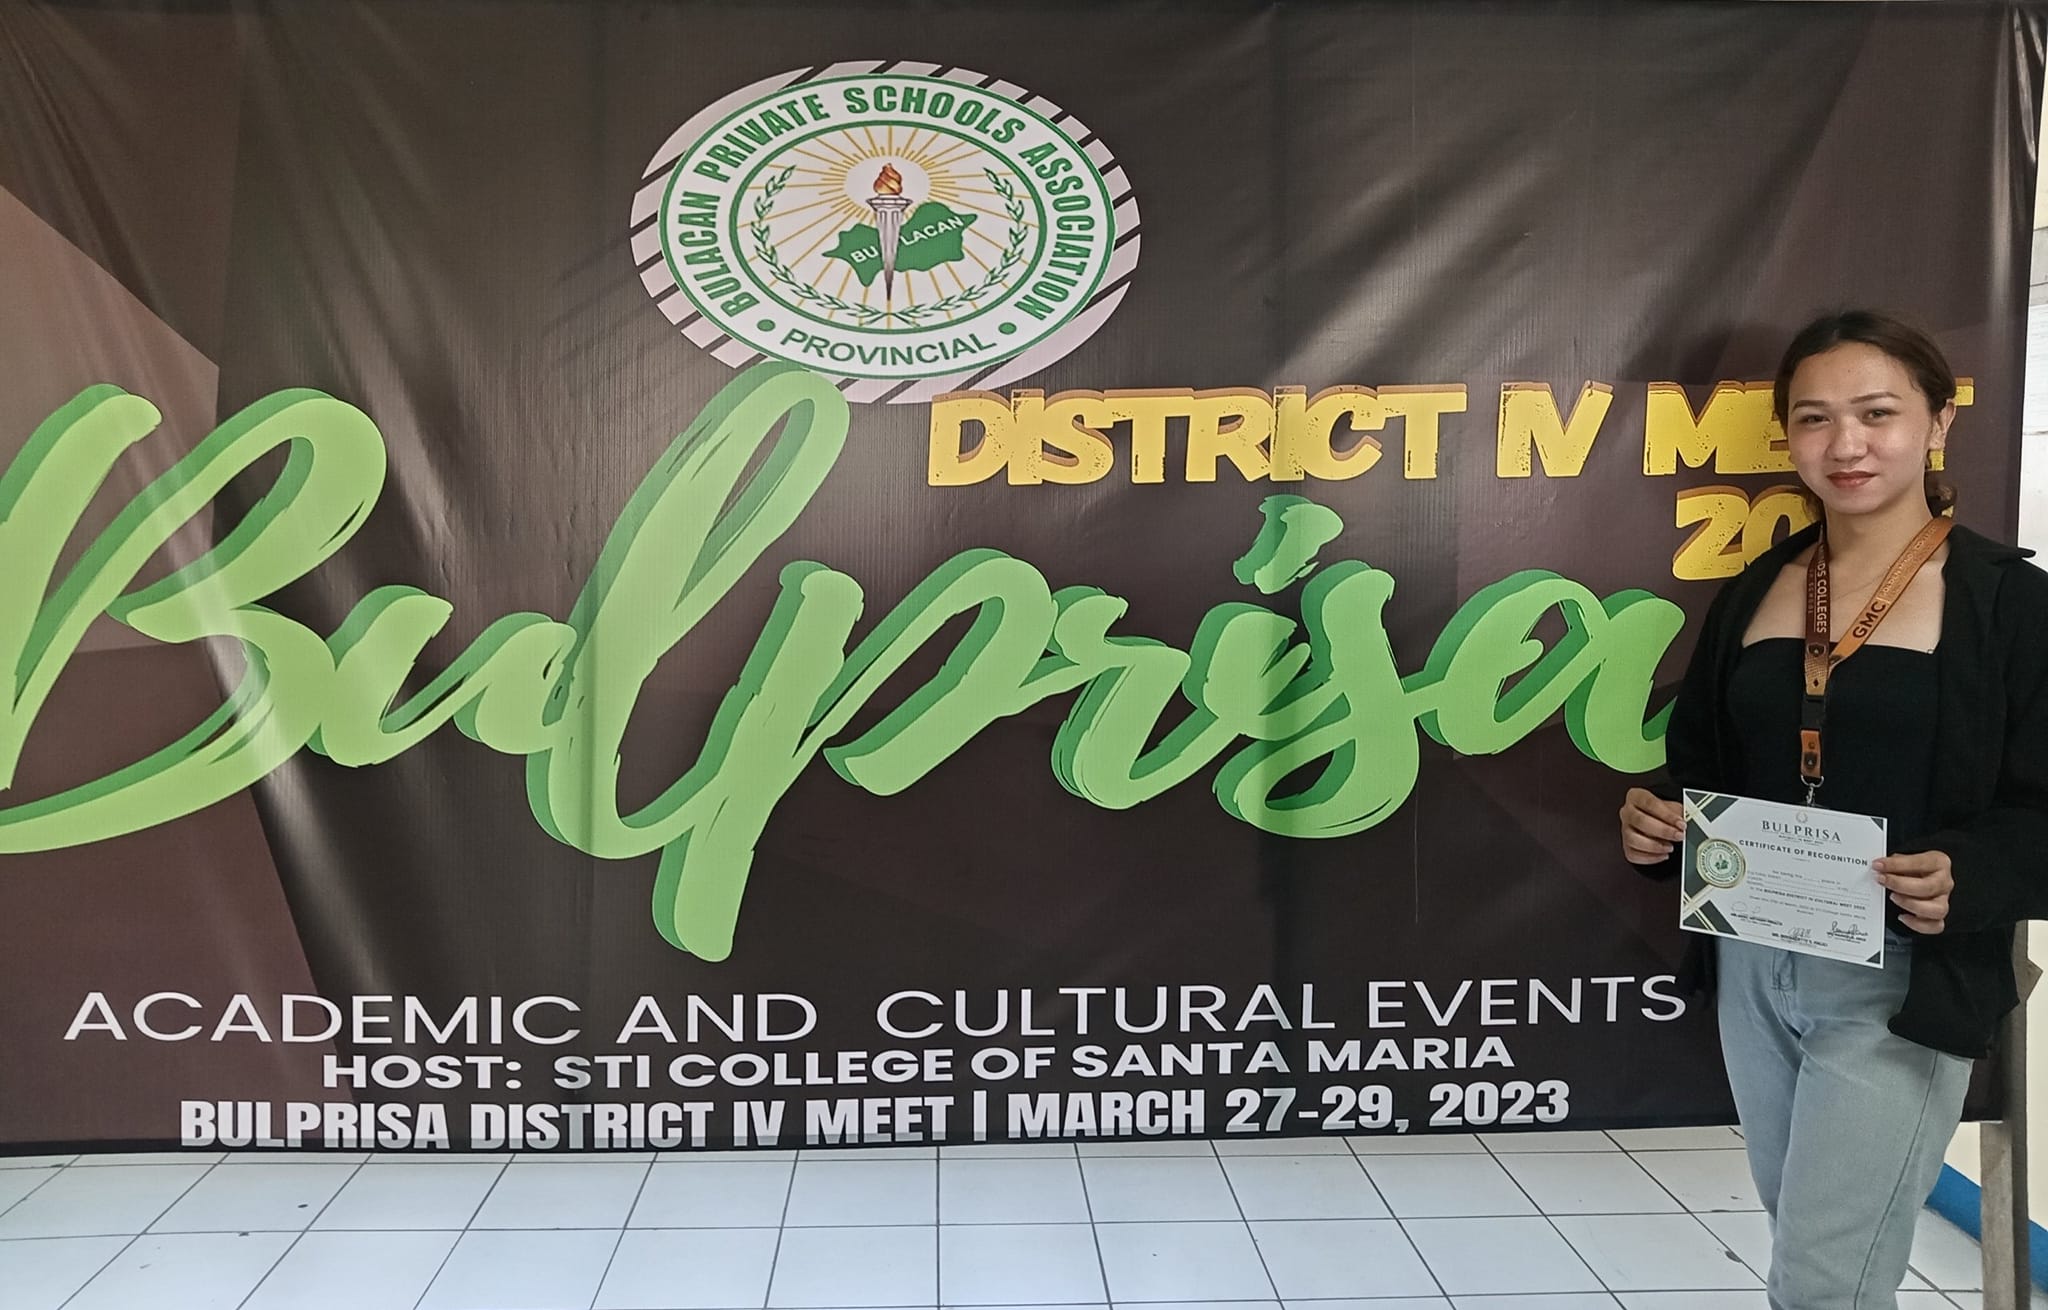 BULACAN PRIVATE SCHOOLS ASSOCIATION
BULACAN
• PROVINCIAL •
DISTRICT IV
Bulprisa
ACADEMIC AND CULTURAL EVENTS
HOST: STI COLLEGE OF SANTA MARIA
BULPRISA DISTRICT IV MEET | MARCH 27-29, 2023
COLLEGES
GMC
BULPRISA
CERTIFICATE OF RECOGNITION